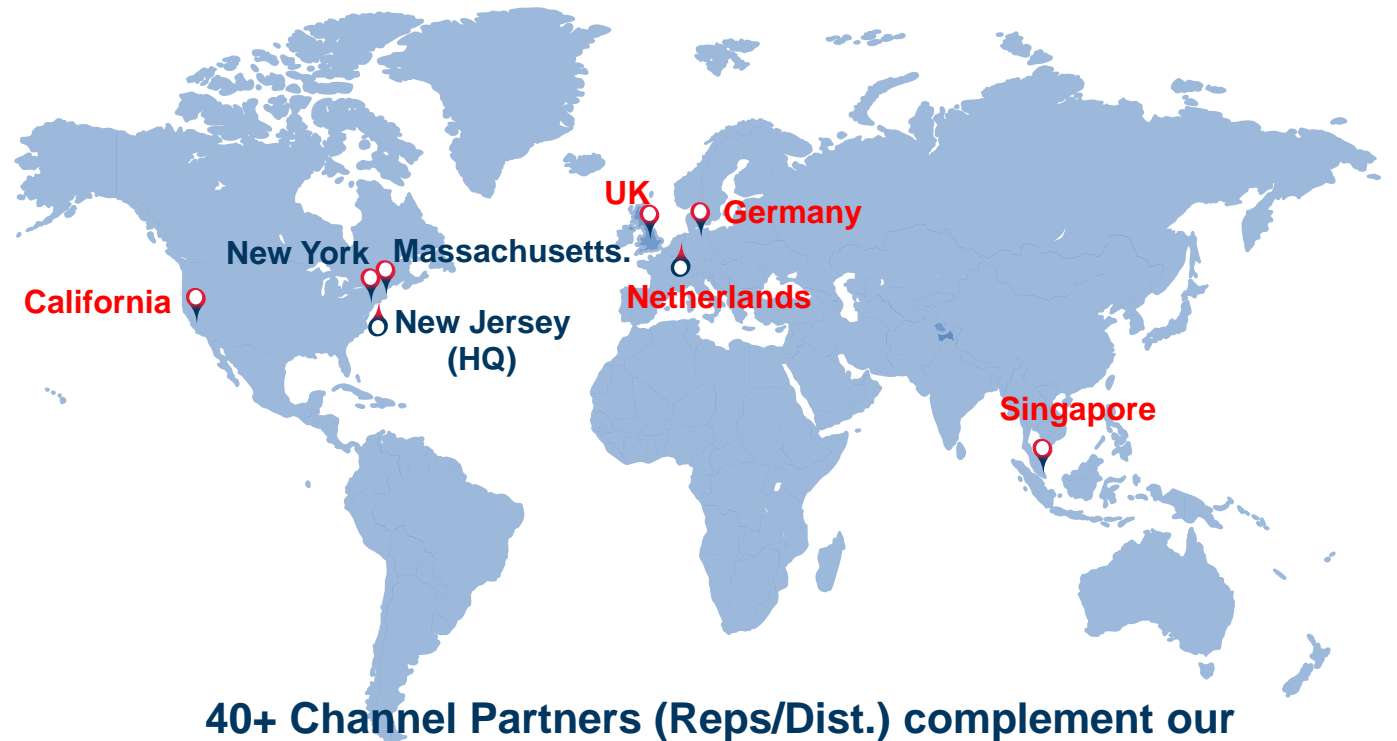 UK
Germany
New York
Massachusetts.
California
Netherlands
New Jersey
(HQ)
Singapore
40+ Channel Partners (Reps/Dist.) complement our